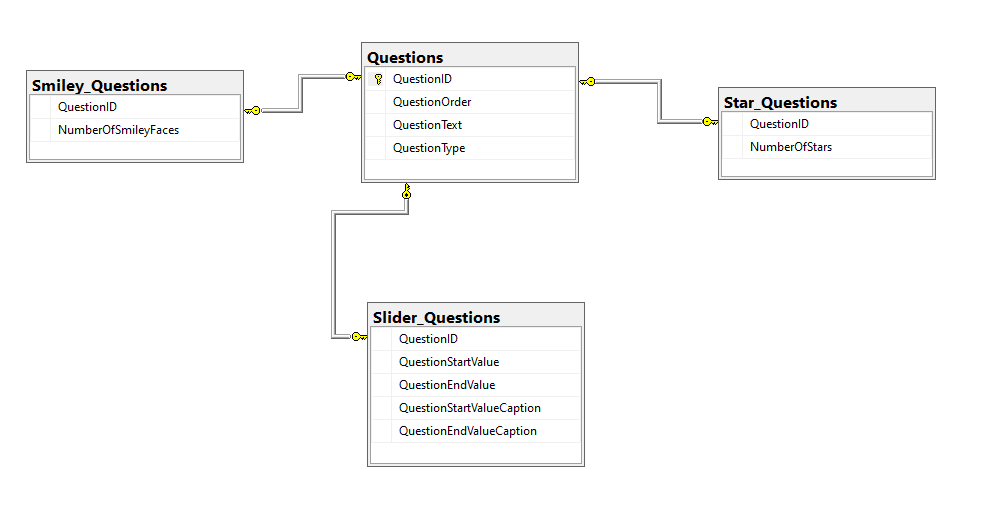 Smiley_Questions
QuestionID
NumberOfSmileyFaces
Questions
QuestionID
QuestionOrder
QuestionText
QuestionType
Star_Questions
QuestionID
NumberOfStars
Slider_Questions
QuestionID
QuestionStartValue
QuestionEndValue
QuestionStartValueCaption
QuestionEndValueCaption